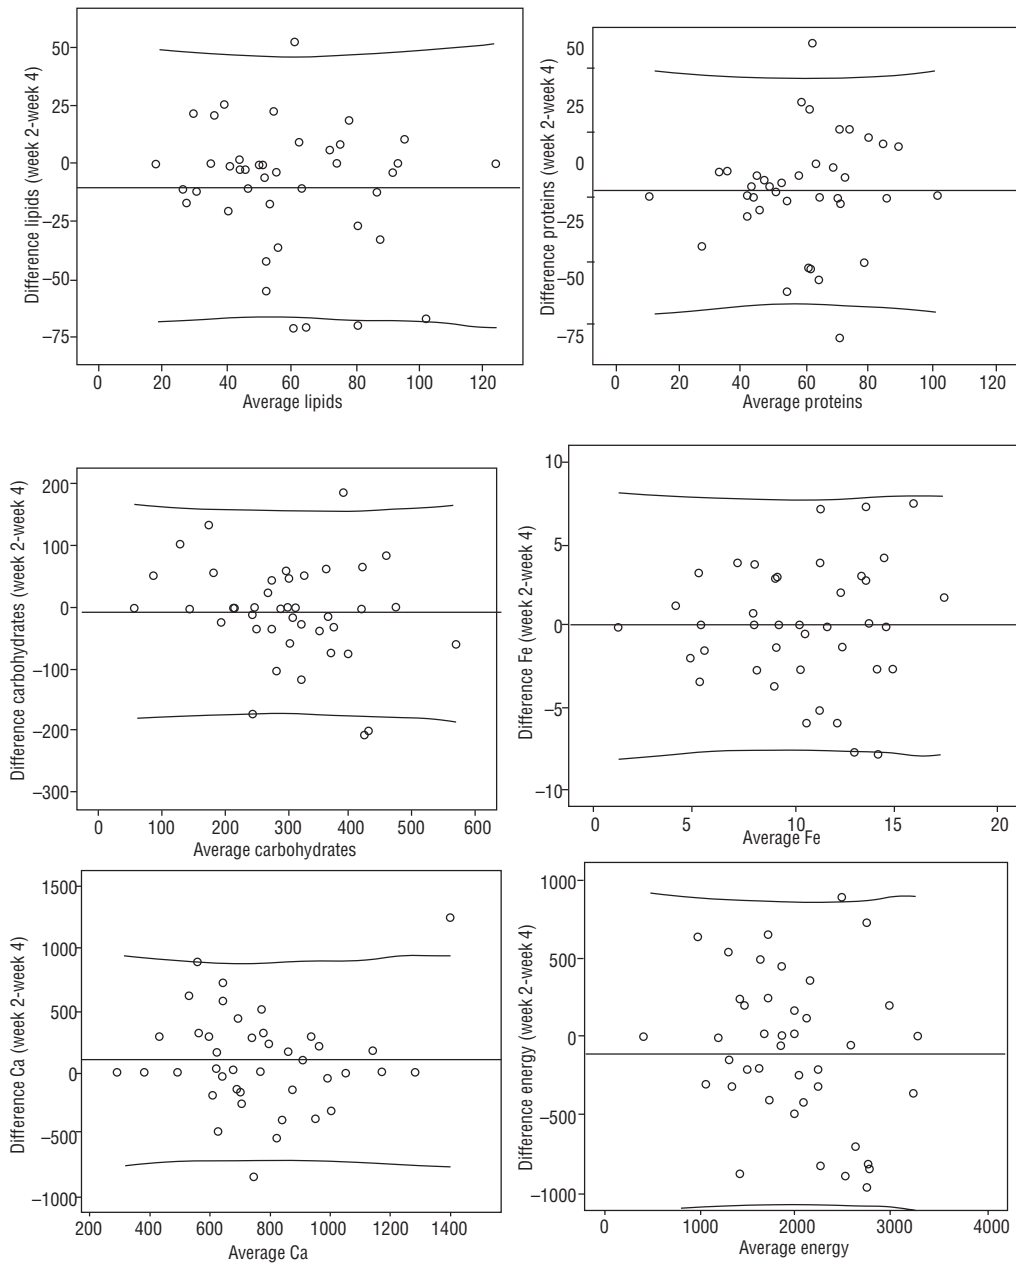 Difference lipids (week 2-week 4)
50
25
0
−25
−50
−75
0 20 40 60 80 100 120
Average lipids
Difference proteins (week 2-week 4)
50
25
0
−25
−50
−75
0 20 40 60 80 100 120
Average proteins
Difference carbohydrates (week 2-week 4)
200
100
0
−100
−200
−300
0 100 200 300 400 500 600
Average carbohydrates
Difference Fe (week 2-week 4)
10
5
0
−5
−10
0 5 10 15 20
Average Fe
Difference Ca (week 2-week 4)
1500
1000
500
0
−500
−1000
200 400 600 800 1000 1200 1400
Average Ca
Difference energy (week 2-week 4)
1000
500
0
−500
−1000
0 1000 2000 3000 4000
Average energy